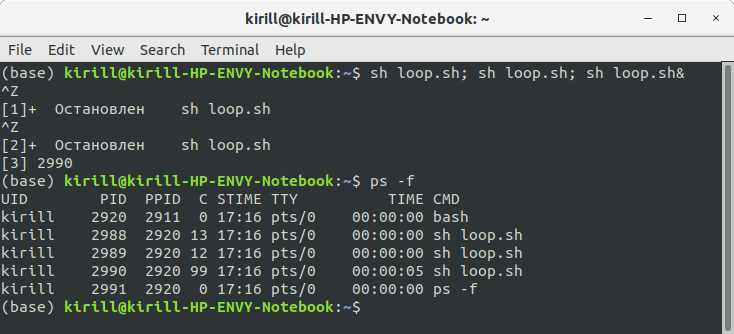 kirill@kirill-HP-ENVY-Notebook: ~
File Edit View Search Terminal Help
(base) kirill@kirill-HP-ENVY-Notebook:~$ sh loop.sh; sh loop.sh; sh loop.sh&
^Z
[1]+  Остановлен    sh loop.sh
^Z
[2]+  Остановлен    sh loop.sh
[3] 2990
(base) kirill@kirill-HP-ENVY-Notebook:~$ ps -f
UID        PID  PPID  C STIME TTY          TIME CMD
kirill    2920  2911  0 17:16 pts/0    00:00:00 bash
kirill    2988  2920 13 17:16 pts/0    00:00:00 sh loop.sh
kirill    2989  2920 12 17:16 pts/0    00:00:00 sh loop.sh
kirill    2990  2920 99 17:16 pts/0    00:00:05 sh loop.sh
kirill    2991  2920  0 17:16 pts/0    00:00:00 ps -f
(base) kirill@kirill-HP-ENVY-Notebook:~$